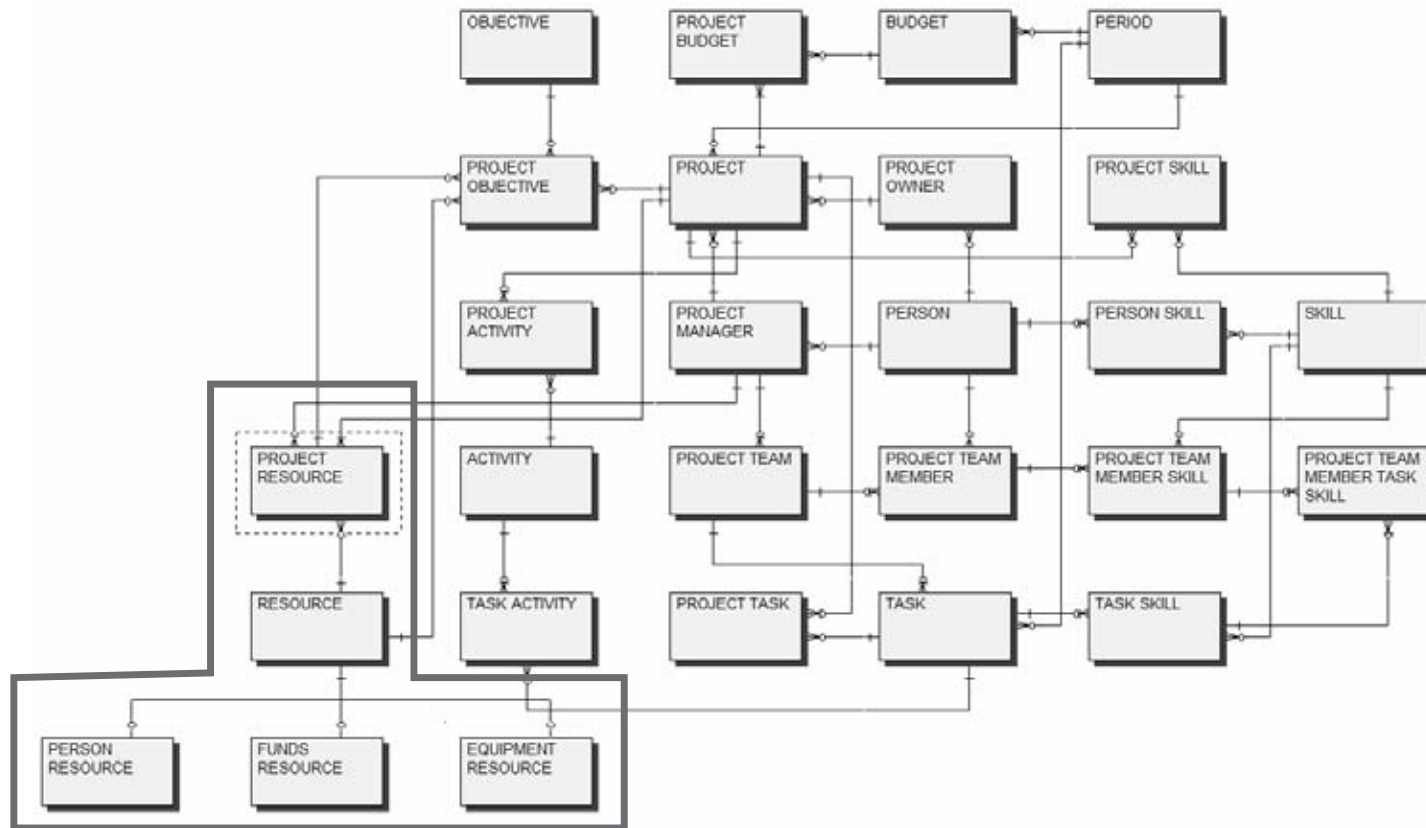 OBJECTIVE
PROJECT
BUDGET
BUDGET
PERIOD
PROJECT
OBJECTIVE
PROJECT
PROJECT
OWNER
PROJECT SKILL
PROJECT
ACTIVITY
PROJECT
MANAGER
PERSON
PERSON SKILL
SKILL
PROJECT
RESOURCE
ACTIVITY
PROJECT TEAM
PROJECT TEAM
MEMBER
PROJECT TEAM
MEMBER SKILL
PROJECT TEAM
MEMBER TASK
SKILL
RESOURCE
TASK ACTIVITY
PROJECT TASK
TASK
TASK SKILL
PERSON
RESOURCE
FUNDS
RESOURCE
EQUIPMENT
RESOURCE